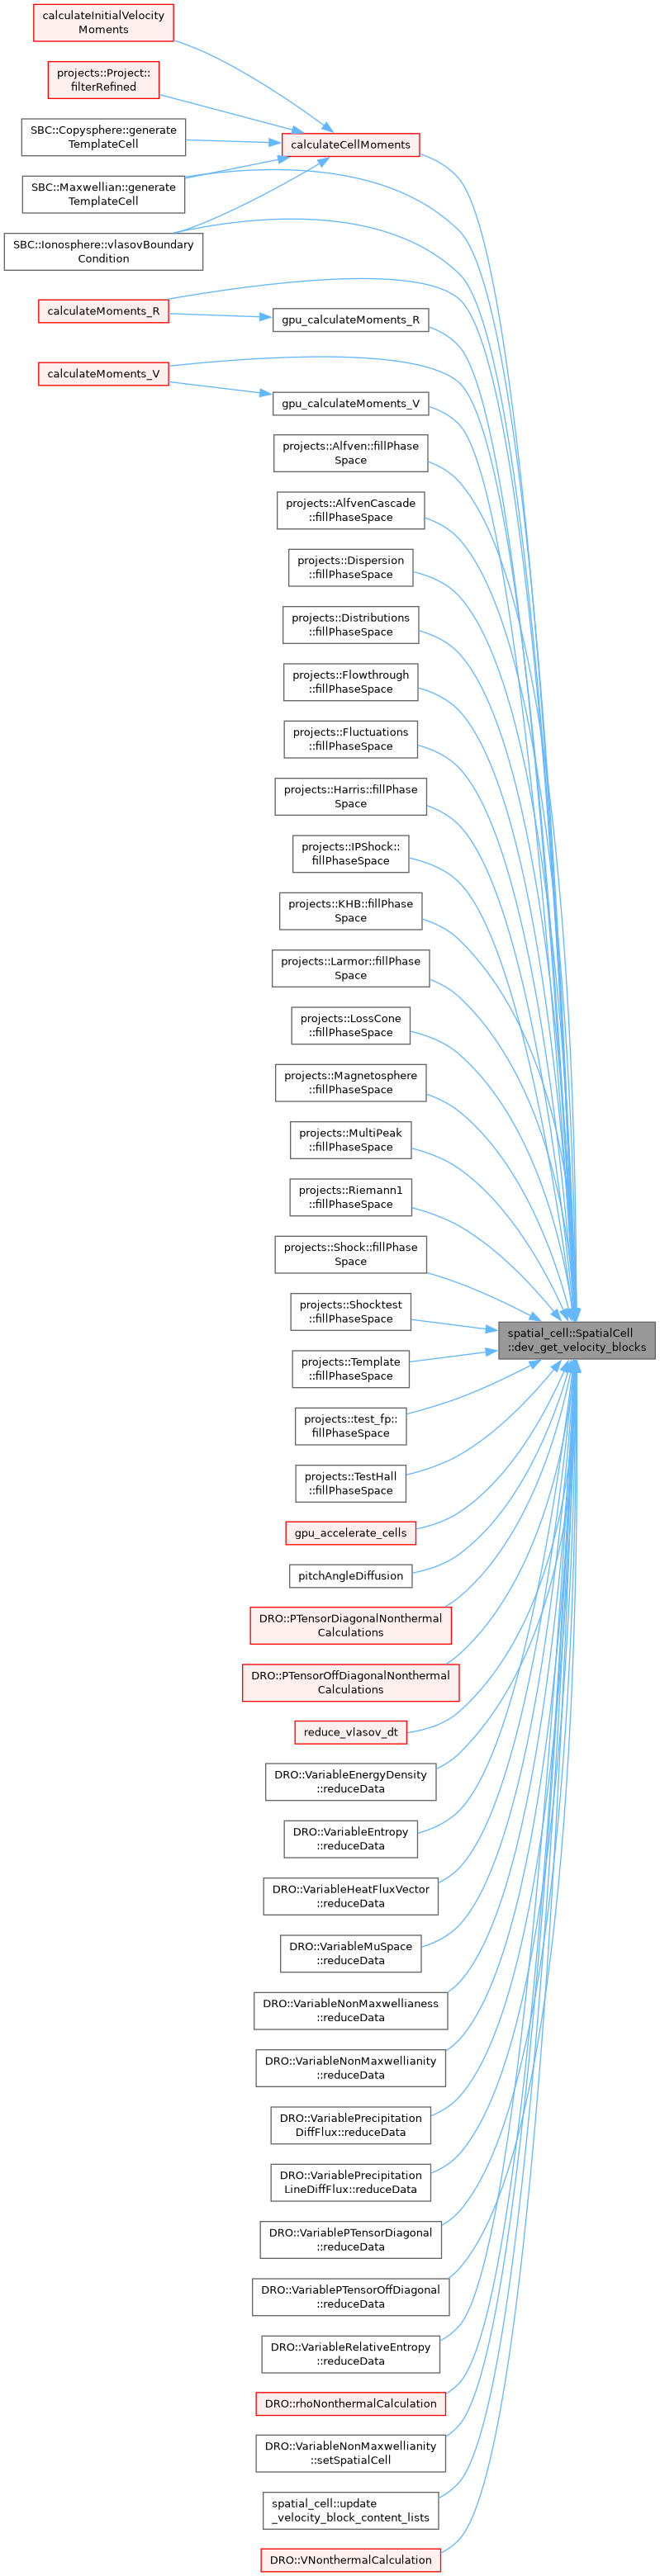 calculateInitialVelocity
Moments
projects::Project::
filterRefined
SBC::Copysphere::generate
TemplateCell
calculateCellMoments
SBC::Maxwellian::generate
TemplateCell
SBC::Ionosphere::vlasovBoundary
Condition
calculateMoments_R
gpu_calculateMoments_R
calculateMoments_V
gpu_calculateMoments_V
projects::Alfven::fillPhase
Space
projects::AlfvenCascade
::fillPhaseSpace
projects::Dispersion
::fillPhaseSpace
projects::Distributions
::fillPhaseSpace
projects::Flowthrough
::fillPhaseSpace
projects::Fluctuations
::fillPhaseSpace
projects::Harris::fillPhase
Space
projects::IPShock::
fillPhaseSpace
projects::KHB::fillPhase
Space
projects::Larmor::fillPhase
Space
projects::LossCone
::fillPhaseSpace
projects::Magnetosphere
::fillPhaseSpace
projects::MultiPeak
::fillPhaseSpace
projects::Riemann1
::fillPhaseSpace
projects::Shock::fillPhase
Space
projects::Shocktest
::fillPhaseSpace
spatial_cell::SpatialCell
::dev_get_velocity_blocks
projects::Template
::fillPhaseSpace
projects::test_fp::
fillPhaseSpace
projects::TestHall
::fillPhaseSpace
gpu_accelerate_cells
pitchAngleDiffusion
DRO::PTensorDiagonalNonthermal
Calculations
DRO::PTensorOffDiagonalNonthermal
Calculations
reduce_vlasov_dt
DRO::VariableEnergyDensity
::reduceData
DRO::VariableEntropy
::reduceData
DRO::VariableHeatFluxVector
::reduceData
DRO::VariableMuSpace
::reduceData
DRO::VariableNonMaxwellianess
::reduceData
DRO::VariableNonMaxwellianity
::reduceData
DRO::VariablePrecipitation
DiffFlux::reduceData
DRO::VariablePrecipitation
LineDiffFlux::reduceData
DRO::VariablePTensorDiagonal
::reduceData
DRO::VariablePTensorOffDiagonal
::reduceData
DRO::VariableRelativeEntropy
::reduceData
DRO::rhoNonthermalCalculation
DRO::VariableNonMaxwellianity
::setSpatialCell
spatial_cell::update
_velocity_block_content_lists
DRO::VNonthermalCalculation